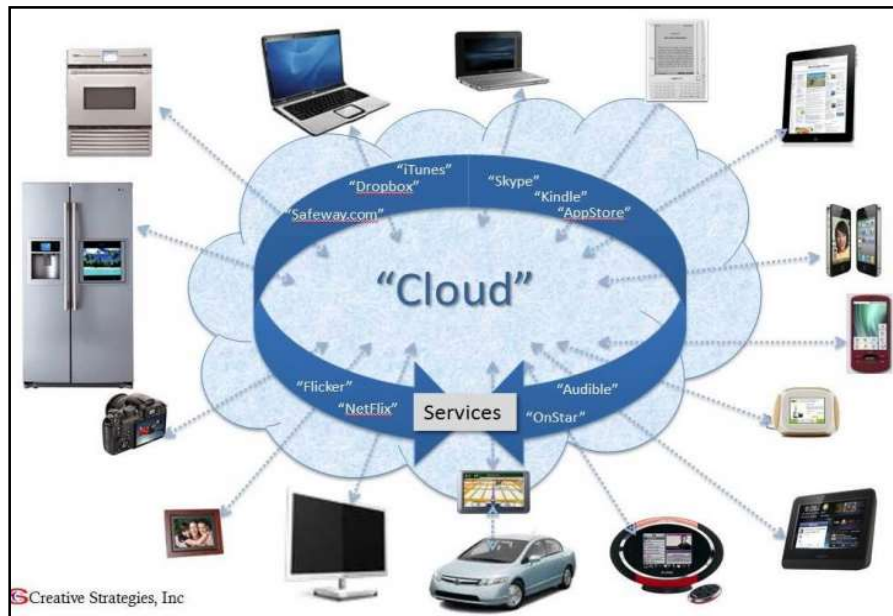 “iTunes”
“Dropbox
“Safeway.com”
“Skype”
“Kindle”
“AppStore”
“Cloud”
“Flicker”
“NetFlix”
Services
“Audible”
“OnStar”
Creative Strategies, Inc